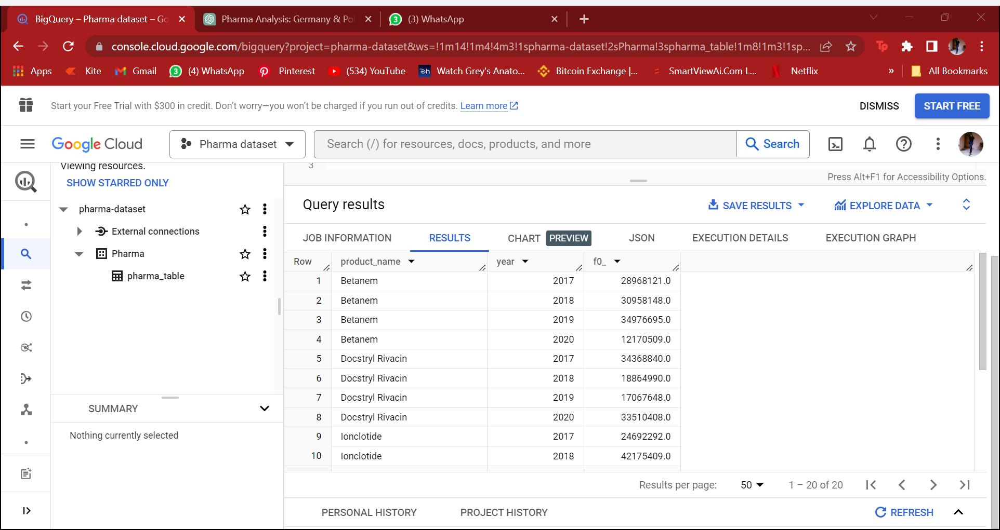 BigQuery – Pharma dataset – Go
Pharma Analysis: Germany & Pol
3 (3) WhatsApp
console.cloud.google.com/bigquery?project=pharma-dataset&ws=!1m14!1m4!4m3!1spharma-dataset!2sPharma!3spharma_table!1m8!1m3!1sp...
Apps Kite Gmail 3 (4) WhatsApp Pinterest (534) YouTube Watch Grey's Anato... Bitcoin Exchange |... SmartViewAi.Com L... Netflix » All Bookmarks
Start your Free Trial with $300 in credit. Don't worry—you won't be charged if you run out of credits. Learn more DISMISS START FREE
Google Cloud Pharma dataset Search (/) for resources, docs, products, and more Search
Viewing resources.
SHOW STARRED ONLY
pharma-dataset
External connections
Pharma
pharma_table
SUMMARY
Nothing currently selected
3
Press Alt+F1 for Accessibility Options.
Query results SAVE RESULTS EXPLORE DATA
JOB INFORMATION RESULTS CHART PREVIEW JSON EXECUTION DETAILS EXECUTION GRAPH
Row product_name year f0_
1 Betanem 2017 28968121.0
2 Betanem 2018 30958148.0
3 Betanem 2019 34976695.0
4 Betanem 2020 12170509.0
5 Docstryl Rivacin 2017 34368840.0
6 Docstryl Rivacin 2018 18864990.0
7 Docstryl Rivacin 2019 17067648.0
8 Docstryl Rivacin 2020 33510408.0
9 Ionclotide 2017 24692292.0
10 Ionclotide 2018 42175409.0
Results per page: 50 1 – 20 of 20
PERSONAL HISTORY PROJECT HISTORY REFRESH